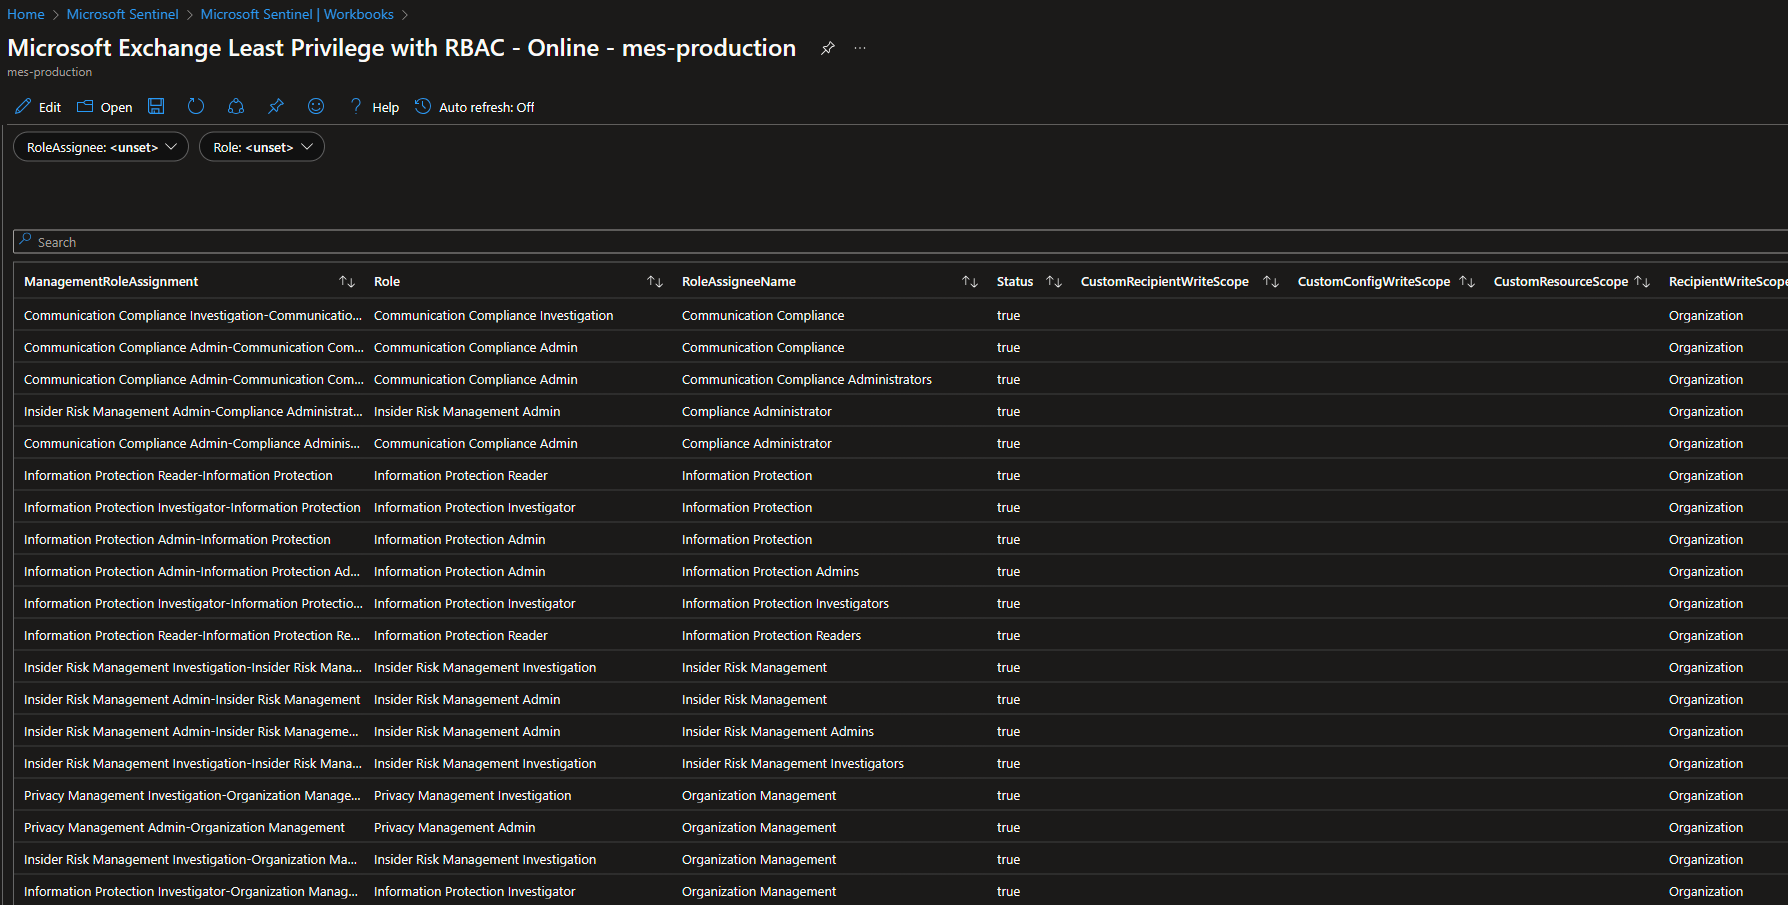 Home > Microsoft Sentinel > Microsoft Sentinel | Workbooks >
Microsoft Exchange Least Privilege with RBAC - Online - mes-production ...
mes-production
Edit Open Help Auto refresh: Off
RoleAssignee: <unset> Role: <unset>
Search
ManagementRoleAssignment Role RoleAssigneeName Status CustomRecipientWriteScope CustomConfigWriteScope CustomResourceScope RecipientWriteScope
Communication Compliance Investigation-Communicatio... Communication Compliance Investigation Communication Compliance true Organization
Communication Compliance Admin-Communication Com... Communication Compliance Admin Communication Compliance true Organization
Communication Compliance Admin-Communication Com... Communication Compliance Admin Communication Compliance Administrators true Organization
Insider Risk Management Admin-Compliance Administrat... Insider Risk Management Admin Compliance Administrator true Organization
Communication Compliance Admin-Compliance Adminis... Communication Compliance Admin Compliance Administrator true Organization
Information Protection Reader-Information Protection Information Protection Reader Information Protection true Organization
Information Protection Investigator-Information Protection Information Protection Investigator Information Protection true Organization
Information Protection Admin-Information Protection Information Protection Admin Information Protection true Organization
Information Protection Admin-Information Protection Ad... Information Protection Admin Information Protection Admins true Organization
Information Protection Investigator-Information Protectio... Information Protection Investigator Information Protection Investigators true Organization
Information Protection Reader-Information Protection Re... Information Protection Reader Information Protection Readers true Organization
Insider Risk Management Investigation-Insider Risk Mana... Insider Risk Management Investigation Insider Risk Management true Organization
Insider Risk Management Admin-Insider Risk Management Insider Risk Management Admin Insider Risk Management true Organization
Insider Risk Management Admin-Insider Risk Manageme... Insider Risk Management Admin Insider Risk Management Admins true Organization
Insider Risk Management Investigation-Insider Risk Mana... Insider Risk Management Investigation Insider Risk Management Investigators true Organization
Privacy Management Investigation-Organization Manage... Privacy Management Investigation Organization Management true Organization
Privacy Management Admin-Organization Management Privacy Management Admin Organization Management true Organization
Insider Risk Management Investigation-Organization Ma... Insider Risk Management Investigation Organization Management true Organization
Information Protection Investigator-Organization Manag... Information Protection Investigator Organization Management true Organization